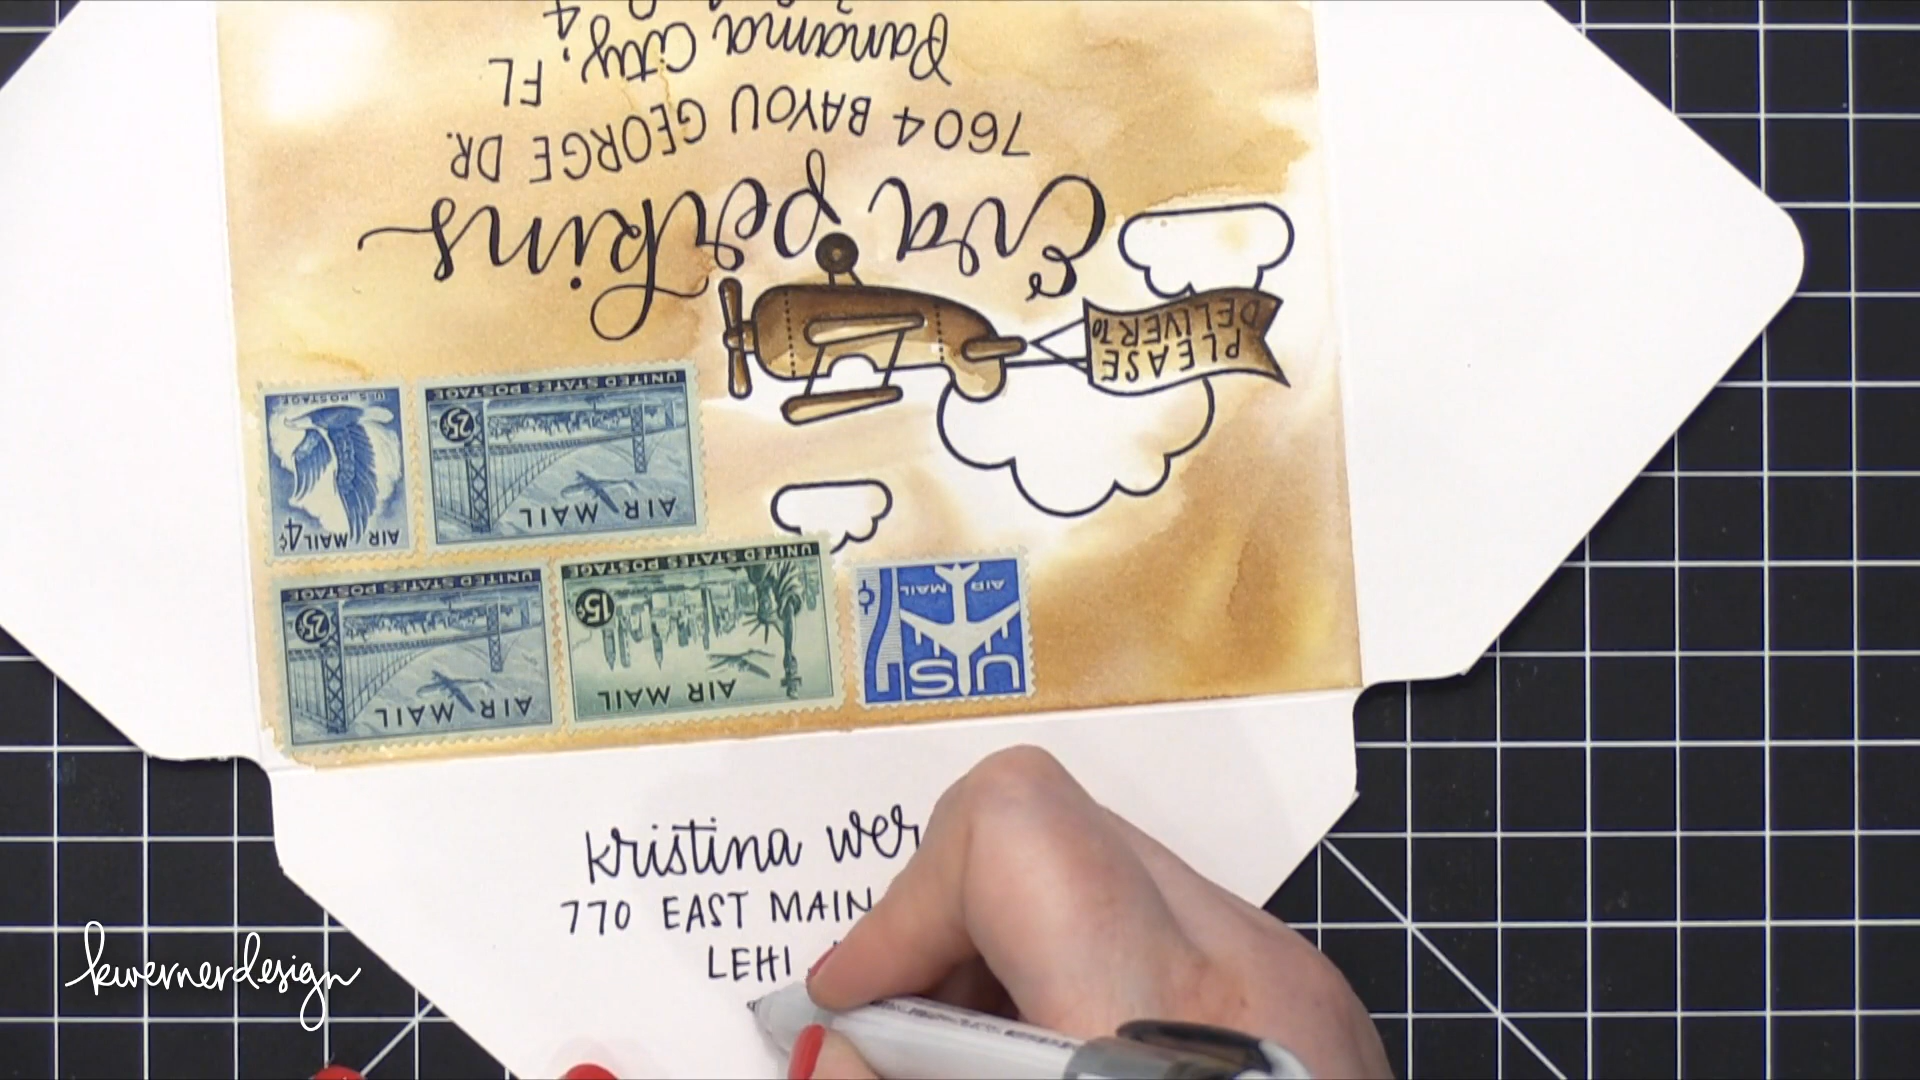 Panama City, FL
7604 BAYOU GEORGE DR.
Eva perkins
PLEASE
DELIVER TO
UNITED STATES POSTAGE
25¢
AIR MAIL
U.S. POSTAGE
AIR MAIL 4¢
UNITED STATES POSTAGE
25¢
AIR MAIL
UNITED STATES POSTAGE
15¢
AIR MAIL
AIR MAIL
¢
US
kristina wer
770 EAST MAIN
LEHI
kwernerdesign